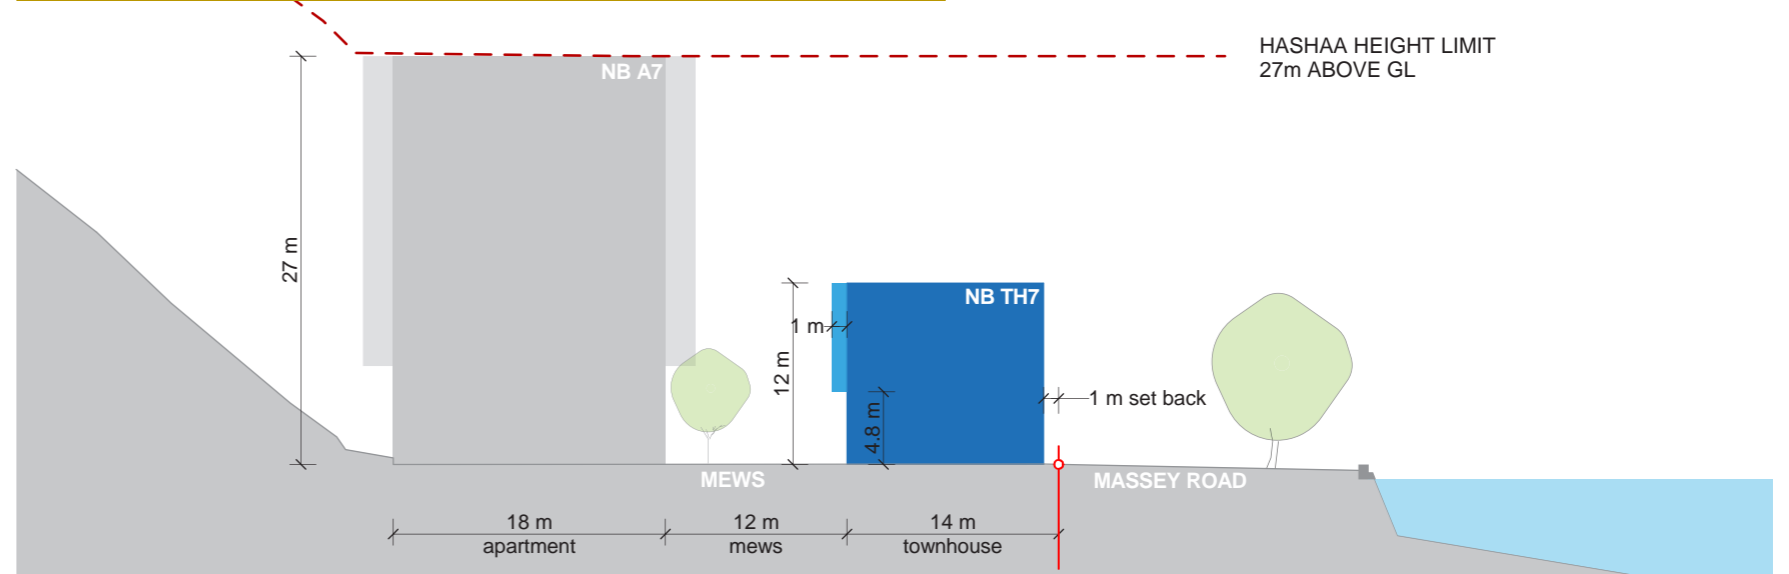 HASHAA HEIGHT LIMIT
27m ABOVE GL
NB A7
27 m
NB TH7
1 m
12 m
4.8 m
1 m set back
MEWS
MASSEY ROAD
18 m
apartment
12 m
mews
14 m
townhouse